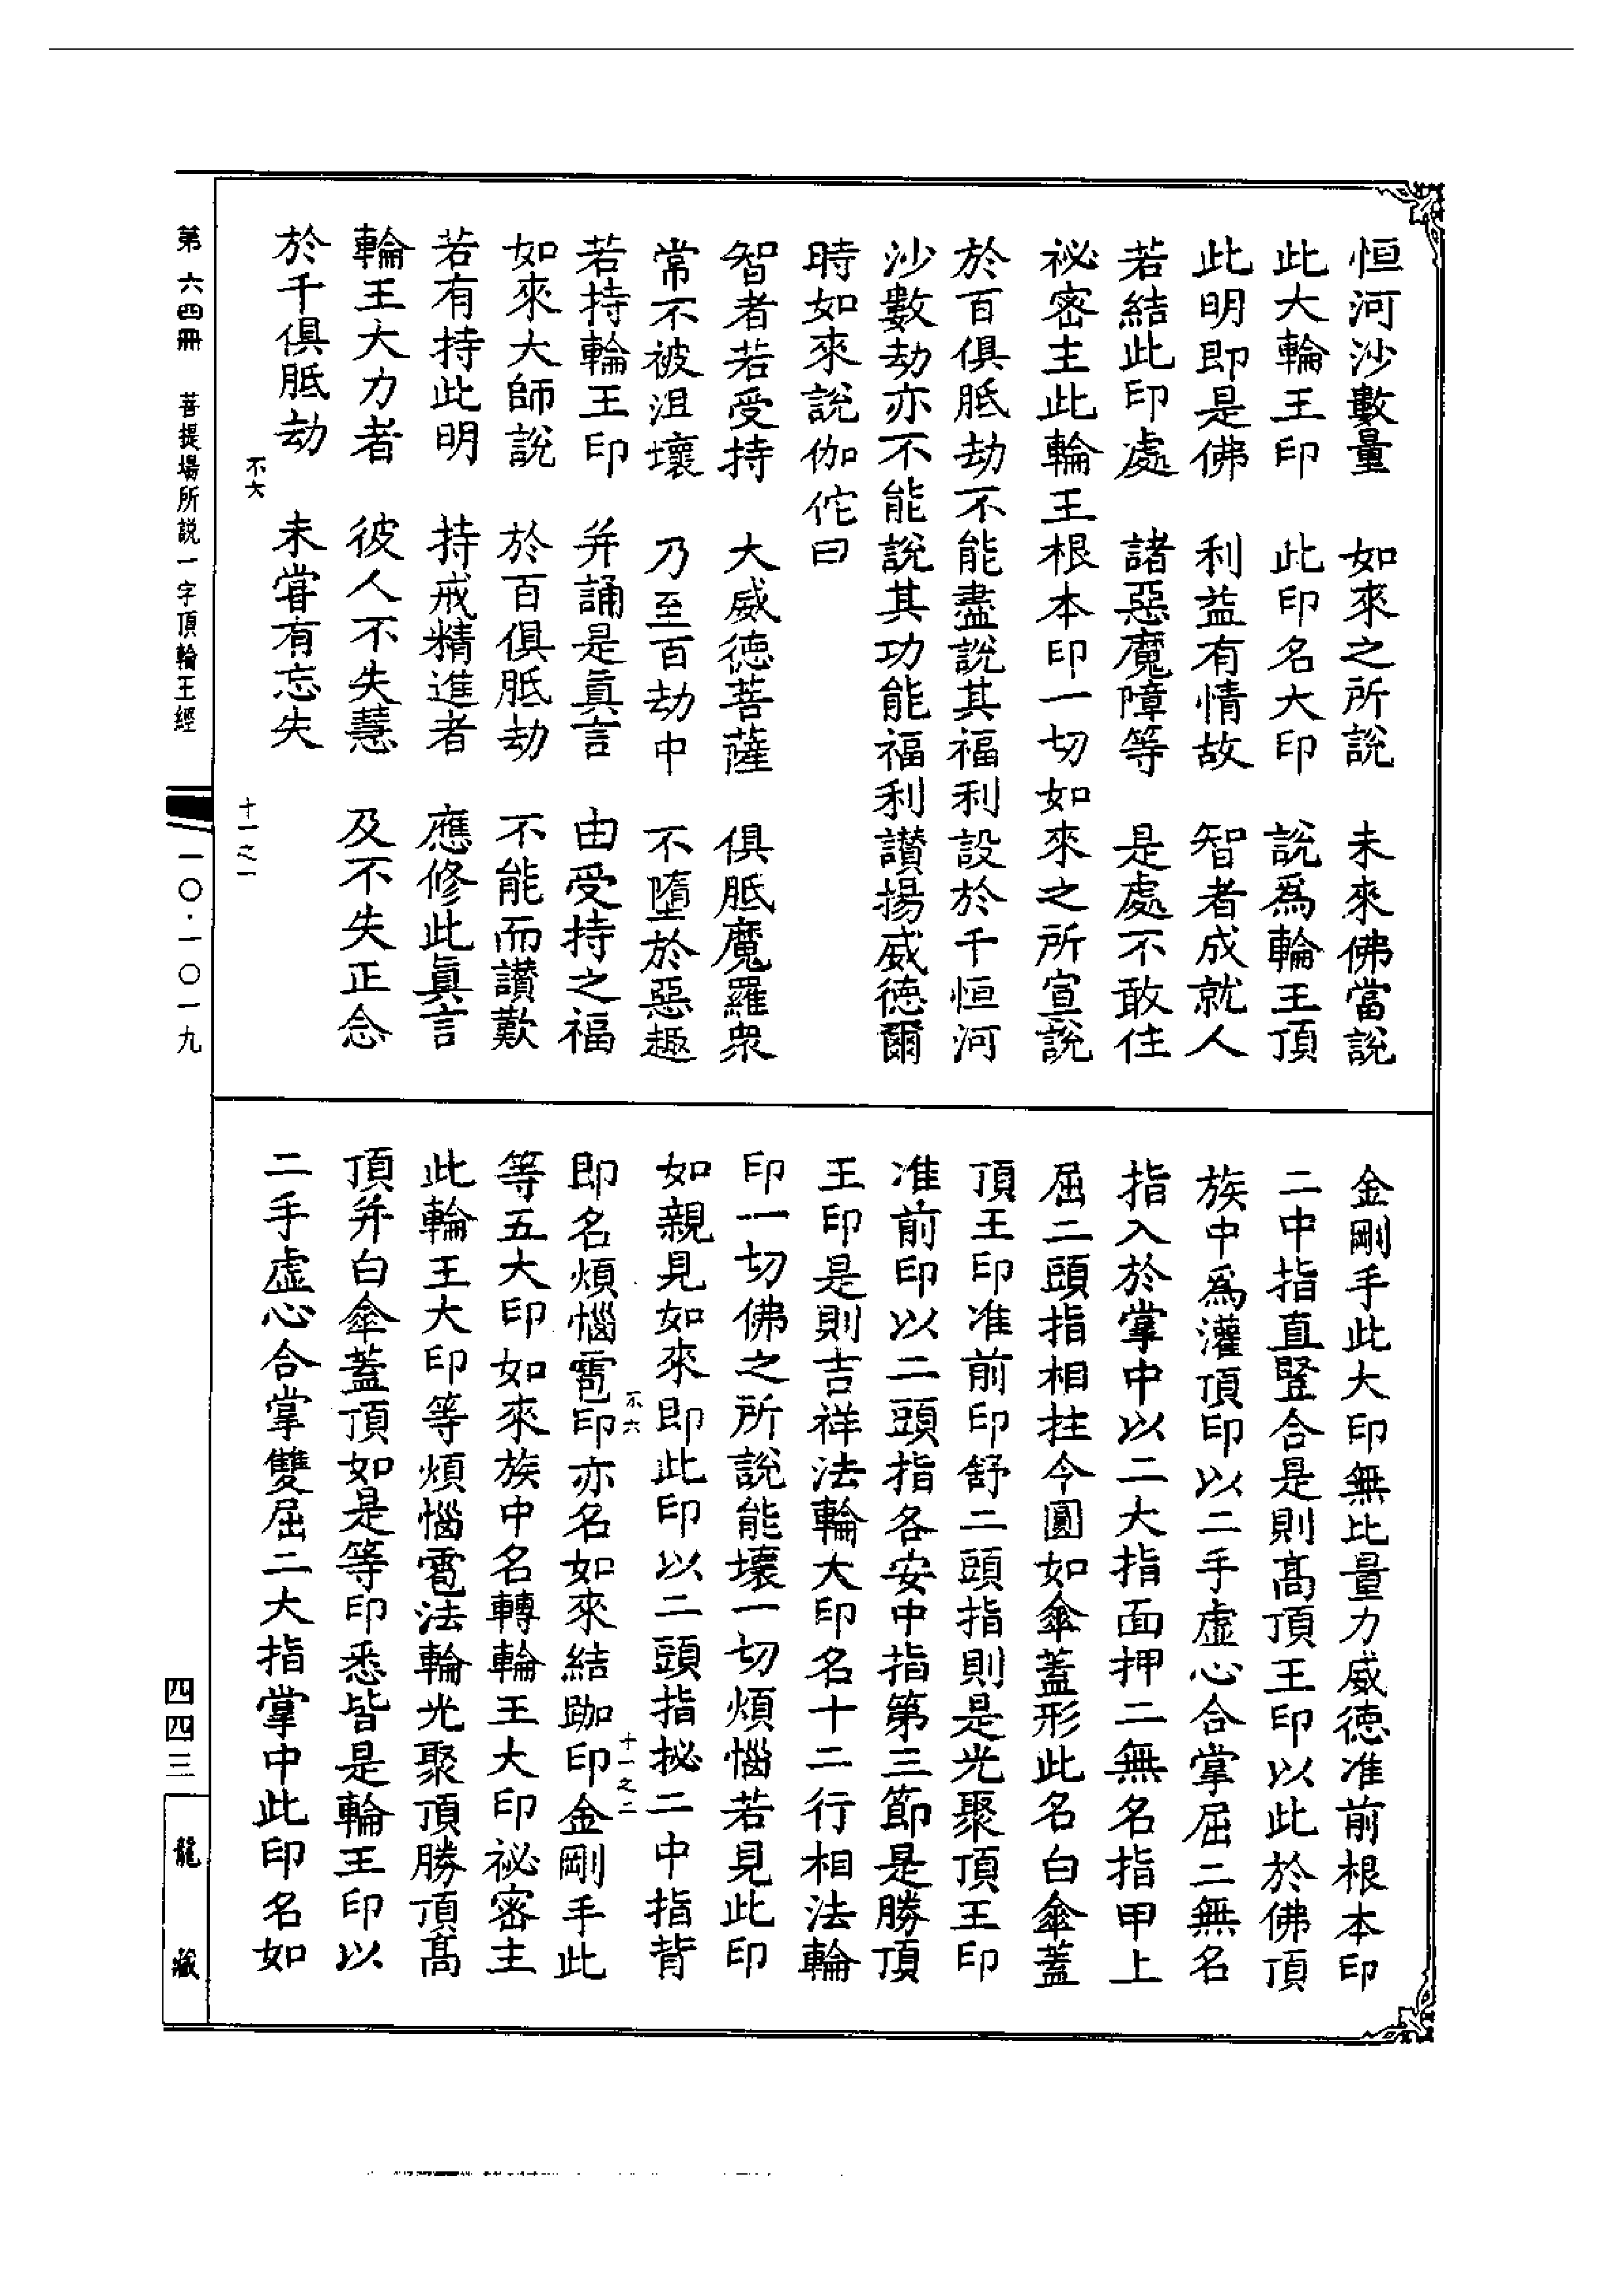 恒河沙數量　如來之所說　未來佛當說
此大輪王印　此印名大印　說爲輪王頂
此明即是佛　利益有情故　智者成就人
若結此印處　諸惡魔障等　是處不敢住
祕密主此輪王根本印一切如來之所宣說
於百俱胝劫不能盡說其福利設於千恒河
沙數劫亦不能說其功能福利讃揚威德爾
時如來說伽佗曰
智者若受持　大威德菩薩　俱胝魔羅衆
常不被沮壞　乃至百劫中　不墮於惡趣
若持輪王印　并誦是眞言　由受持之福
如來大師說　於百俱胝劫　不能而讃歎
若有持此明　持戒精進者　應修此眞言
輪王大力者　彼人不失慧　及不失正念
於千俱胝劫　未甞有忘失
不六　十一之一
金剛手此大印無比量力威德准前根本印
二中指直豎合是則高頂王印以此於佛頂
族中爲灌頂印以二手虛心合掌屈二無名
指入於掌中以二大指面押二無名指甲上
屈二頭指相拄令圓如傘蓋形此名白傘蓋
頂王印准前印舒二頭指則是光聚頂王印
准前印以二頭指各安中指第三節是勝頂
王印是則吉祥法輪大印名十二行相法輪
印一切佛之所說能壞一切煩惱若見此印
如親見如來即此印以二頭指拟二中指背
不六　十一之二
即名煩惱雹印亦名如來結跏印金剛手此
等五大印如來族中名轉輪王大印祕密主
此輪王大印等煩惱雹法輪光聚頂勝頂高
頂并白傘蓋頂如是等印悉皆是輪王印以
二手虛心合掌雙屈二大指掌中此印名如
第六四冊　菩提場所説一字頂輪王經
一〇·一〇一九
四四三
龍藏